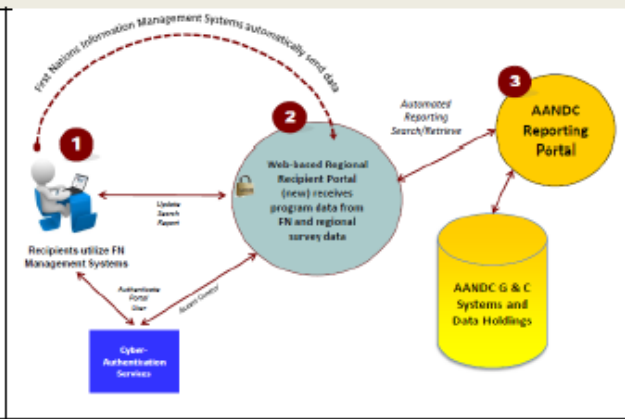 First Nations Information Management Systems automatically send data
1
2
3
AANDC
Reporting
Portal
Automated
Reporting
Search/Retrieve
Web-based Regional
Recipient Portal
(new) receives
program data from
FN and regional
survey data
Update
Search
Report
Recipients utilize FN
Management Systems
Authenticate
Portal
User
Access Control
AANDC G & C
Systems and
Data Holdings
Cyber-
Authentication
Services